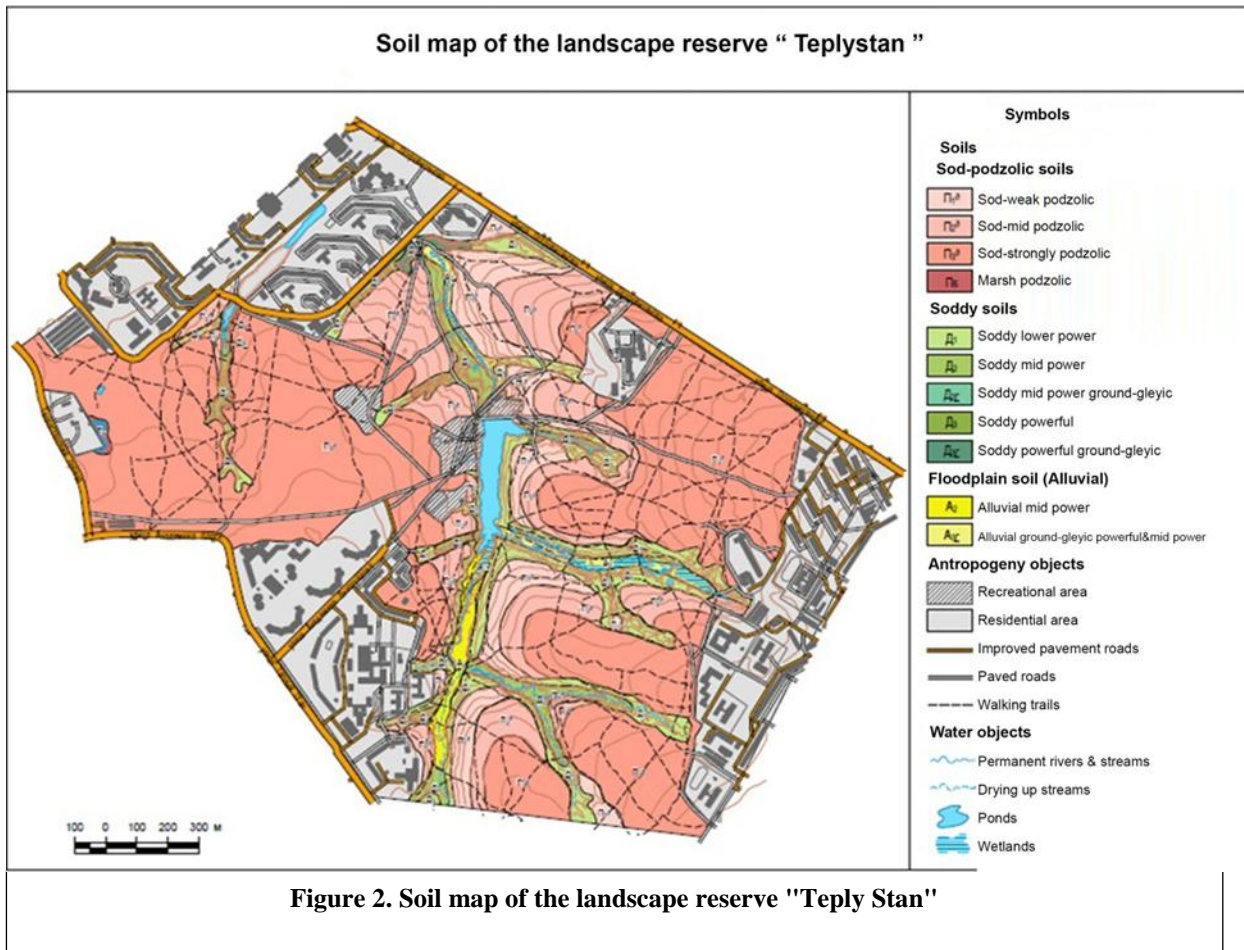 Soil map of the landscape reserve “ Teplystan ”
Symbols
Soils
Sod-podzolic soils
Sod-weak podzolic
Sod-mid podzolic
Sod-strongly podzolic
Marsh podzolic
Soddy soils
Д₁ Soddy lower power
Д₂ Soddy mid power
Soddy mid power ground-gleyic
Д₃ Soddy powerful
Soddy powerful ground-gleyic
Floodplain soil (Alluvial)
А₂ Alluvial mid power
Alluvial ground-gleyic powerful&mid power
Antropogeny objects
Recreational area
Residential area
Improved pavement roads
Paved roads
Walking trails
Water objects
Permanent rivers & streams
Drying up streams
Ponds
Wetlands
100 0 100 200 300 м
Figure 2. Soil map of the landscape reserve "Teply Stan"